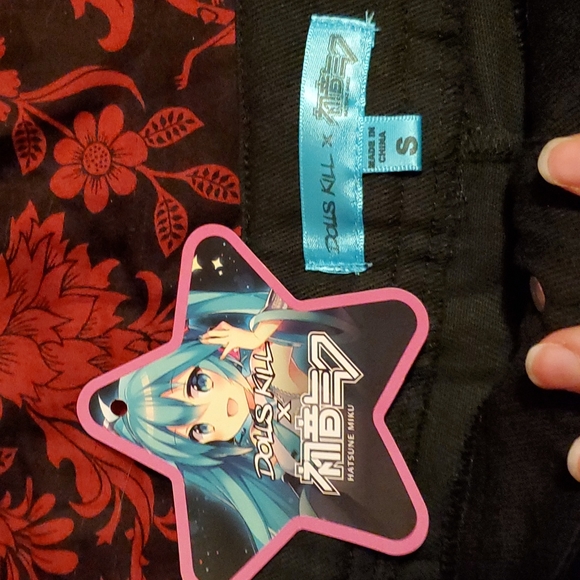 DOLLS KILL X
初音ミク
MADE IN
CHINA
S
DOLLS KILL
X
初音ミク
HATSUNE MIKU